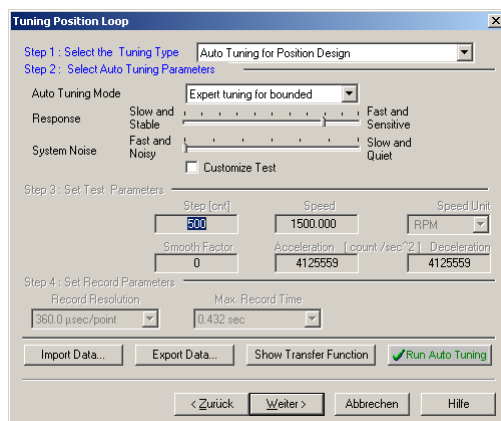 Tuning Position Loop
Step 1 : Select the Tuning Type Auto Tuning for Position Design
Step 2 : Select Auto Tuning Parameters
Auto Tuning Mode Expert tuning for bounded
Response Slow and Stable Fast and Sensitive
System Noise Fast and Noisy Slow and Quiet
Customize Test
Step 3 : Set Test Parameters
Step [cnt] Speed Speed Unit
500 1500.000 RPM
Smooth Factor Acceleration [ count /sec^2 ] Deceleration
0 4125559 4125559
Step 4 : Set Record Parameters
Record Resolution Max. Record Time
360.0 µsec/point 0.432 sec
Import Data... Export Data... Show Transfer Function Run Auto Tuning
< Zurück Weiter > Abbrechen Hilfe